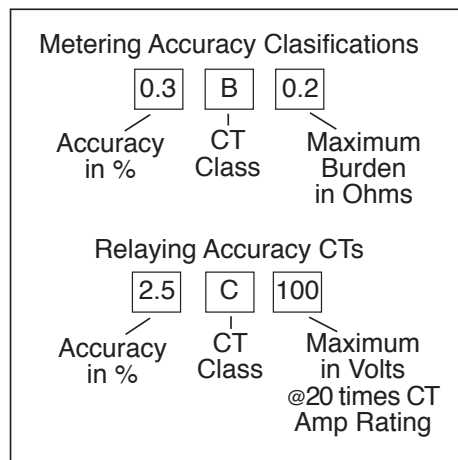 Metering Accuracy Clasifications
0.3 B 0.2
Accuracy in %
CT Class
Maximum Burden in Ohms
Relaying Accuracy CTs
2.5 C 100
Accuracy in %
CT Class
Maximum in Volts @20 times CT Amp Rating